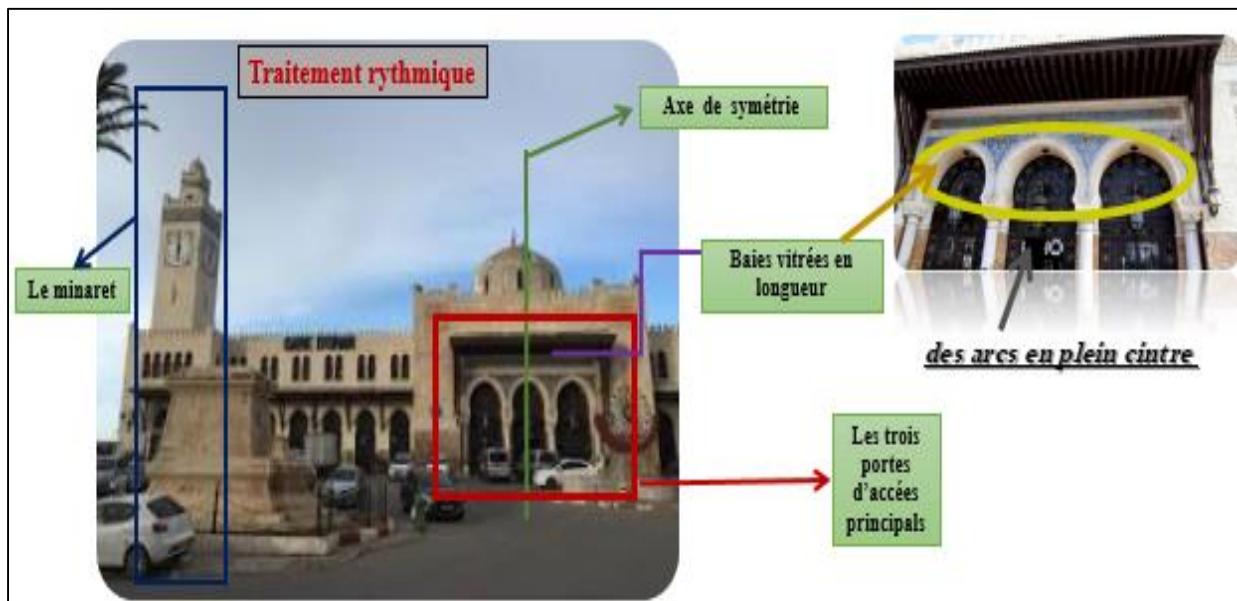 Traitement rythmique
Axe de symétrie
Le minaret
Baies vitrées en
longueur
des arcs en plein cintre
Les trois
portes
d'accées
principals